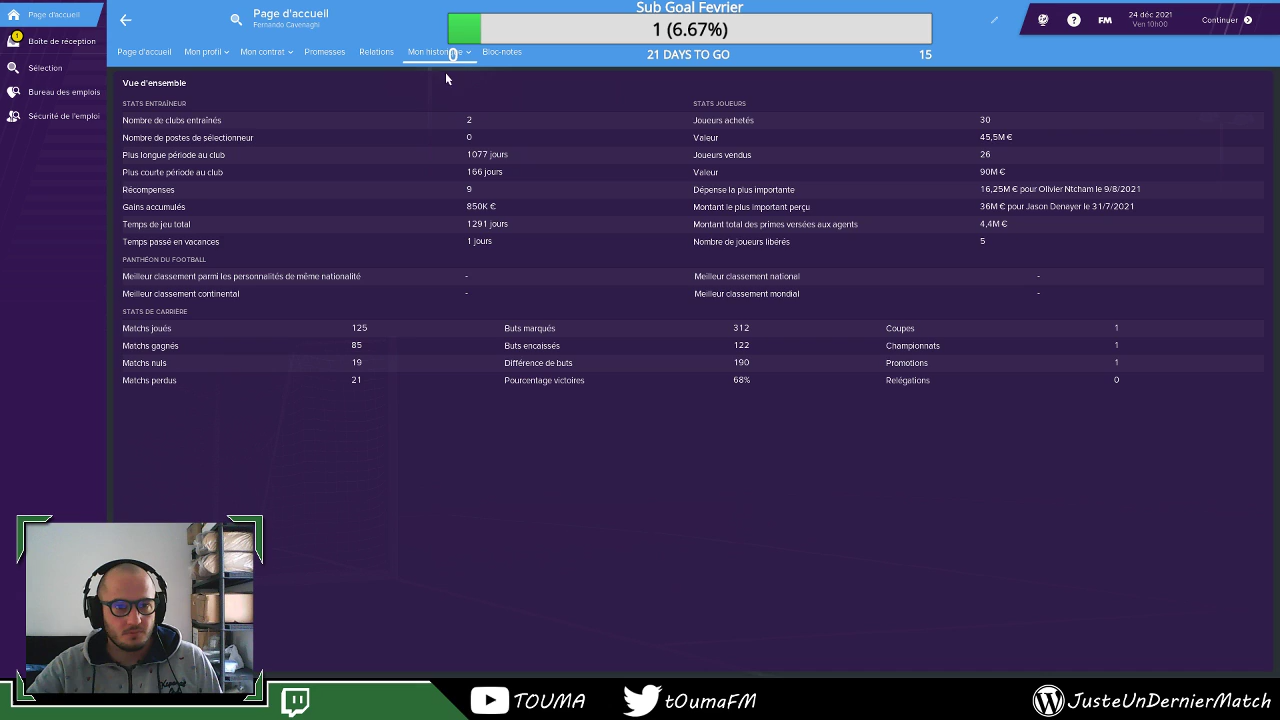 Sub Goal Fevrier
1 (6.67%)
0
21 DAYS TO GO
15
Page d'accueil
Fernando Cavenaghi
FM
24 déc 2021
Ven 10h00
Continuer
Page d'accueil
1
Boîte de réception
Sélection
Bureau des emplois
Sécurité de l'emploi
Page d'accueil
Mon profil
Mon contrat
Promesses
Relations
Mon historique
Bloc-notes
Vue d'ensemble
STATS ENTRAÎNEUR
STATS JOUEURS
Nombre de clubs entraînés 2
Joueurs achetés 30
Nombre de postes de sélectionneur 0
Valeur 45,5M €
Plus longue période au club 1077 jours
Joueurs vendus 26
Plus courte période au club 166 jours
Valeur 90M €
Récompenses 9
Dépense la plus importante 16,25M € pour Olivier Ntcham le 9/8/2021
Gains accumulés 850K €
Montant le plus important perçu 36M € pour Jason Denayer le 31/7/2021
Temps de jeu total 1291 jours
Montant total des primes versées aux agents 4,4M €
Temps passé en vacances 1 jours
Nombre de joueurs libérés 5
PANTHÉON DU FOOTBALL
Meilleur classement parmi les personnalités de même nationalité -
Meilleur classement national -
Meilleur classement continental -
Meilleur classement mondial -
STATS DE CARRIÈRE
Matchs joués 125
Buts marqués 312
Coupes 1
Matchs gagnés 85
Buts encaissés 122
Championnats 1
Matchs nuls 19
Différence de buts 190
Promotions 1
Matchs perdus 21
Pourcentage victoires 68%
Relégations 0
TOUMA
tOumaFM
JusteUnDernierMatch